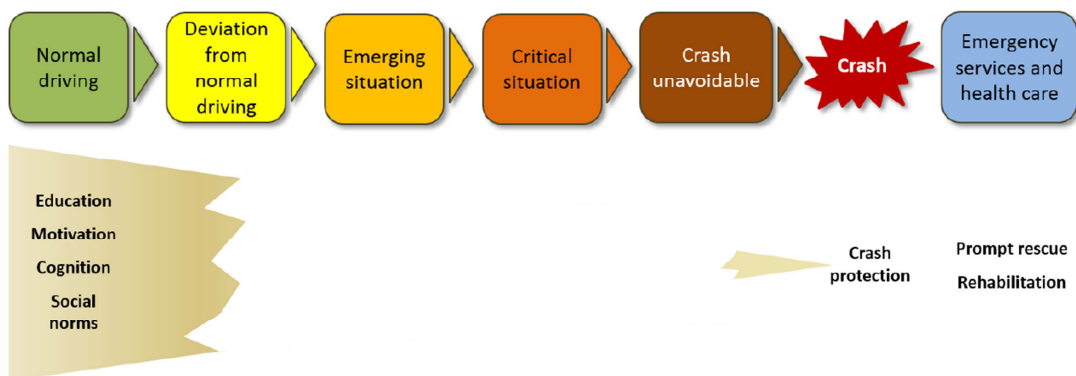 Normal
driving
Deviation
from
normal
driving
Emerging
situation
Critical
situation
Crash
unavoidable
Crash
Emergency
services and
health care
Education
Motivation
Cognition
Social
norms
Crash
protection
Prompt rescue
Rehabilitation